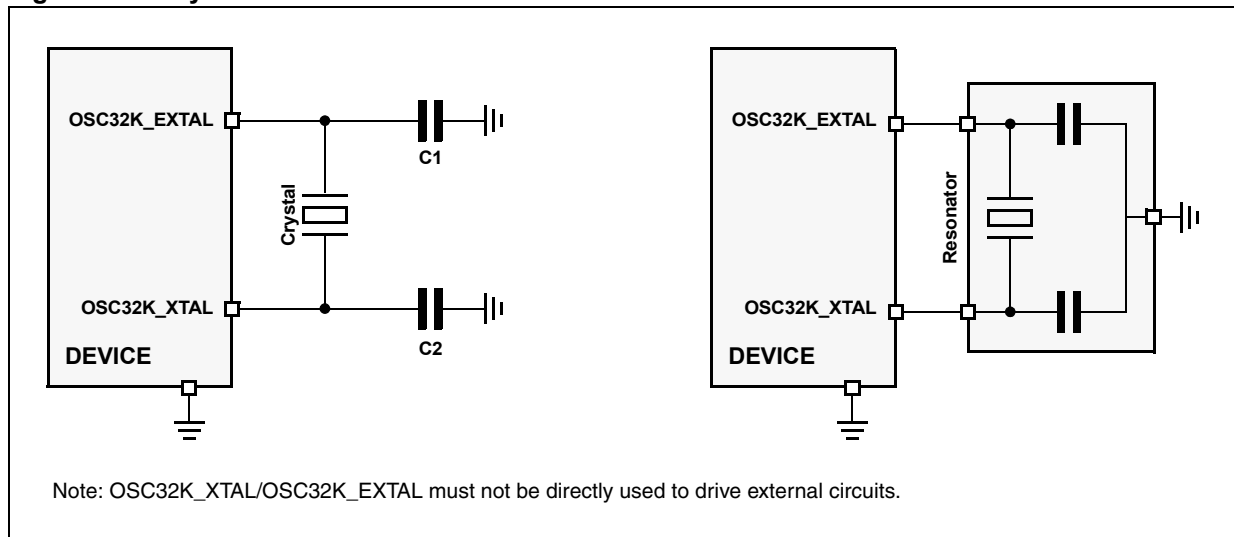 OSC32K_EXTAL
C1
Crystal
OSC32K_XTAL
C2
DEVICE
OSC32K_EXTAL
Resonator
OSC32K_XTAL
DEVICE
Note: OSC32K_XTAL/OSC32K_EXTAL must not be directly used to drive external circuits.